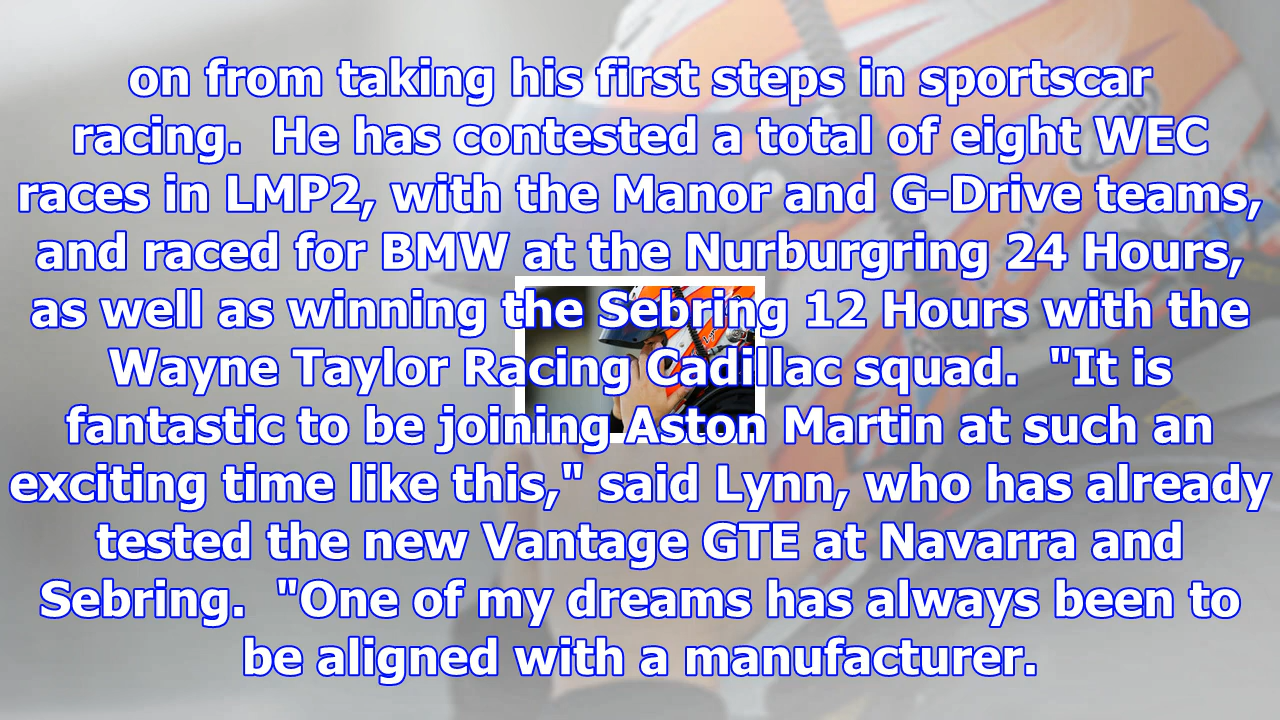 on from taking his first steps in sportscar
racing.  He has contested a total of eight WEC
races in LMP2, with the Manor and G-Drive teams,
and raced for BMW at the Nurburgring 24 Hours,
as well as winning the Sebring 12 Hours with the
Wayne Taylor Racing Cadillac squad.  "It is
fantastic to be joining Aston Martin at such an
exciting time like this," said Lynn, who has already
tested the new Vantage GTE at Navarra and
Sebring.  "One of my dreams has always been to
be aligned with a manufacturer.